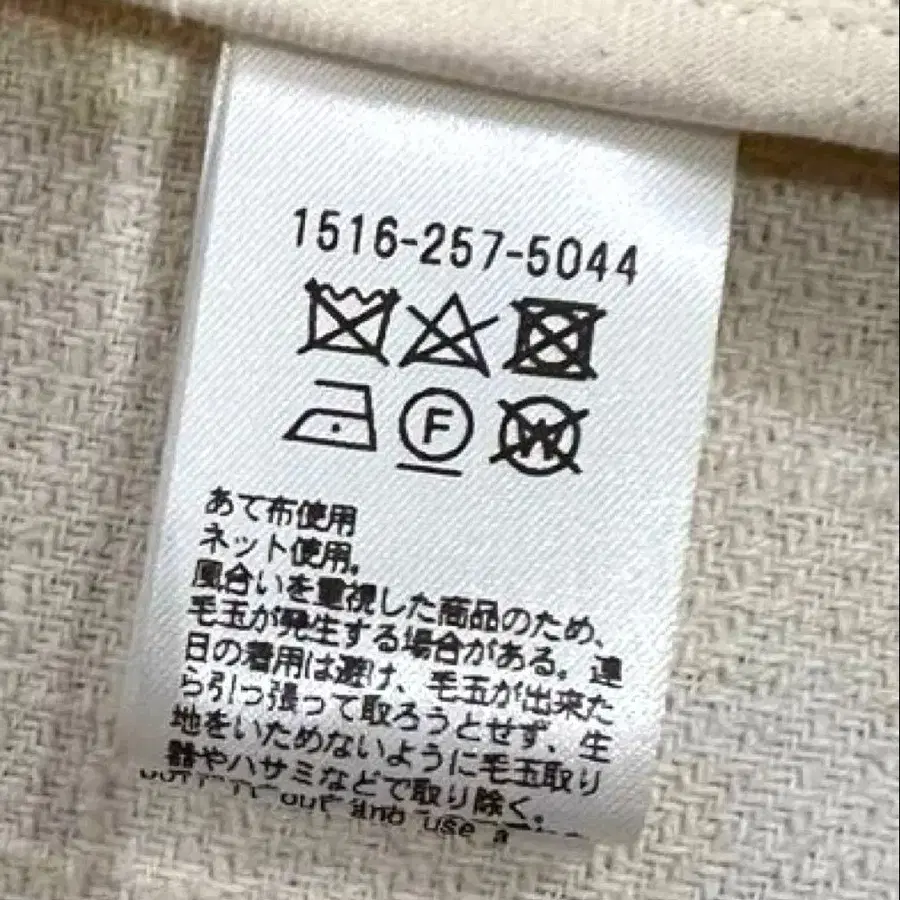 1516-257-5044
F
W
あて布使用
ネット使用。
風合いを重視した商品のため、
毛玉が発生する場合がある。連
日の着用は避け、毛玉が出来た
ら引っ張って取ろうとせず、生
地をいためないように毛玉取り
器やハサミなどで取り除く。
out and use a